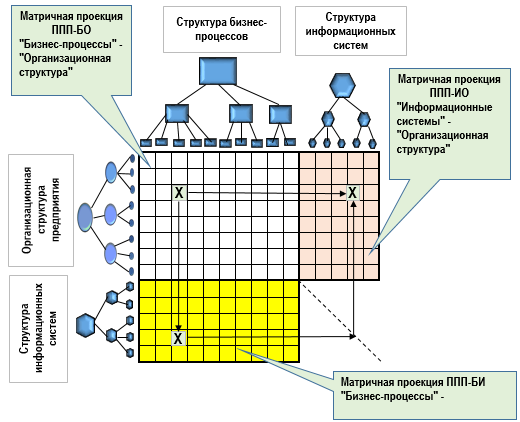 Матричная проекция
ППП-БО
"Бизнес-процессы" -
"Организационная
структура"
Структура бизнес-
процессов
Структура
информационных
систем
Матричная проекция
ППП-ИО
"Информационные
системы" -
"Организационная
структура"
Организационная
структура
предприятия
X
X
Структура
информационных
систем
X
Матричная проекция ППП-БИ
"Бизнес-процессы" -